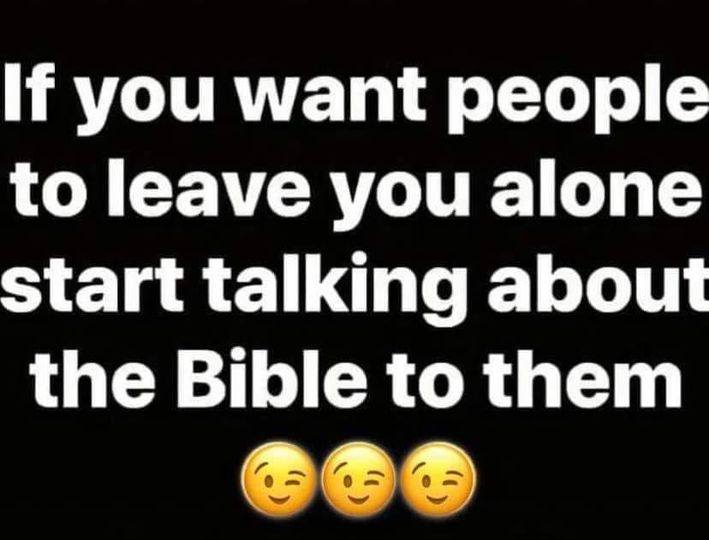 If you want people
to leave you alone
start talking about
the Bible to them
😉😉😉